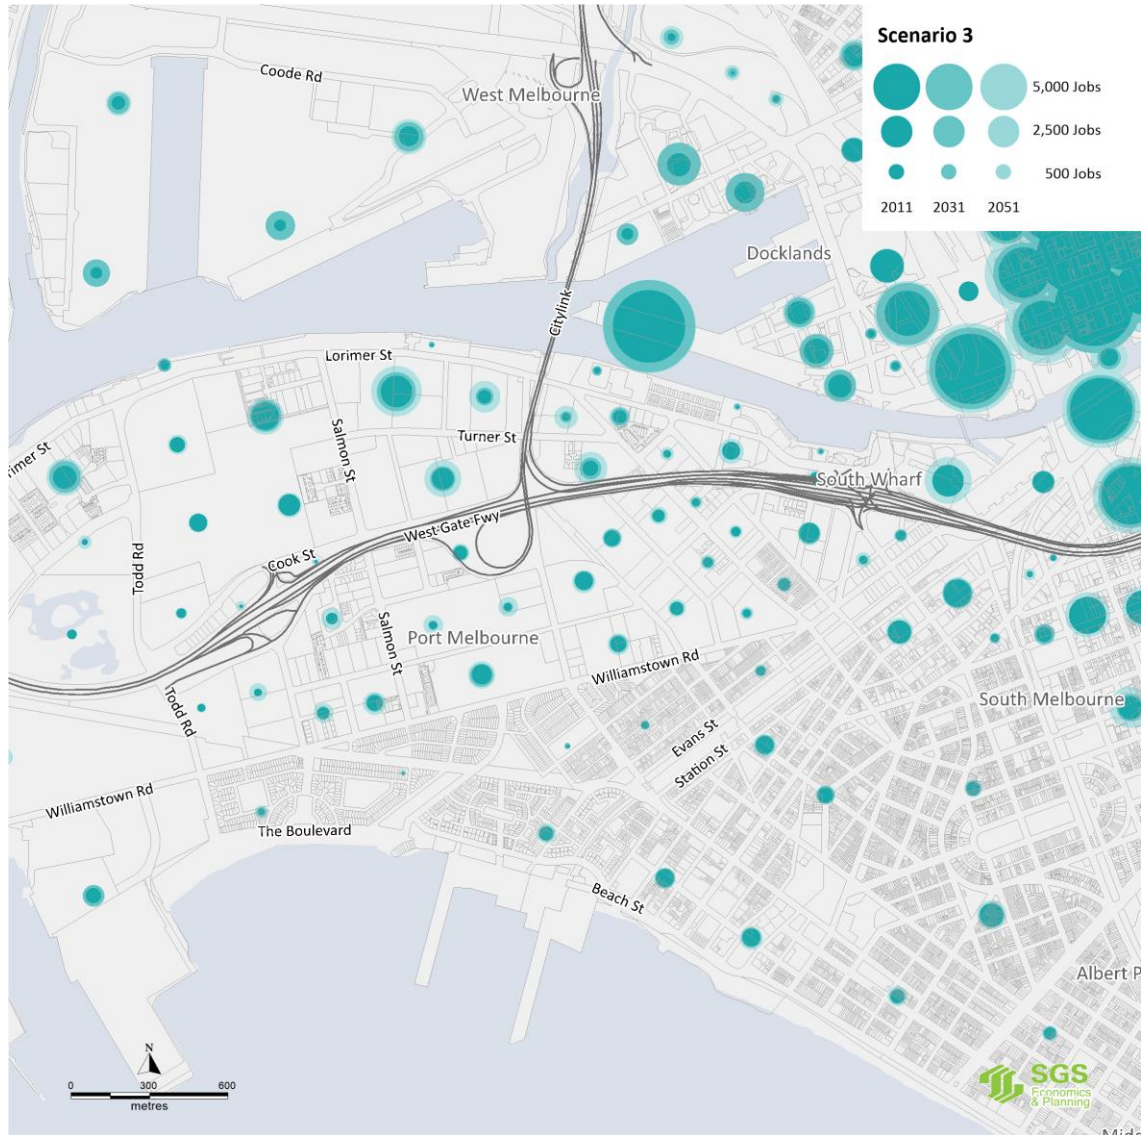 Scenario 3
5,000 Jobs
2,500 Jobs
500 Jobs
2011 2031 2051
Coode Rd
West Melbourne
Docklands
Citylink
Lorimer St
Salmon St
Turner St
rimer St
South Wharf
West Gate Fwy
Cook St
Todd Rd
Salmon St
Port Melbourne
Williamstown Rd
Todd Rd
South Melbourne
Evans St
Station St
Williamstown Rd
The Boulevard
Beach St
Albert P
N
0 300 600
metres
SGS
Economics
& Planning
Midd